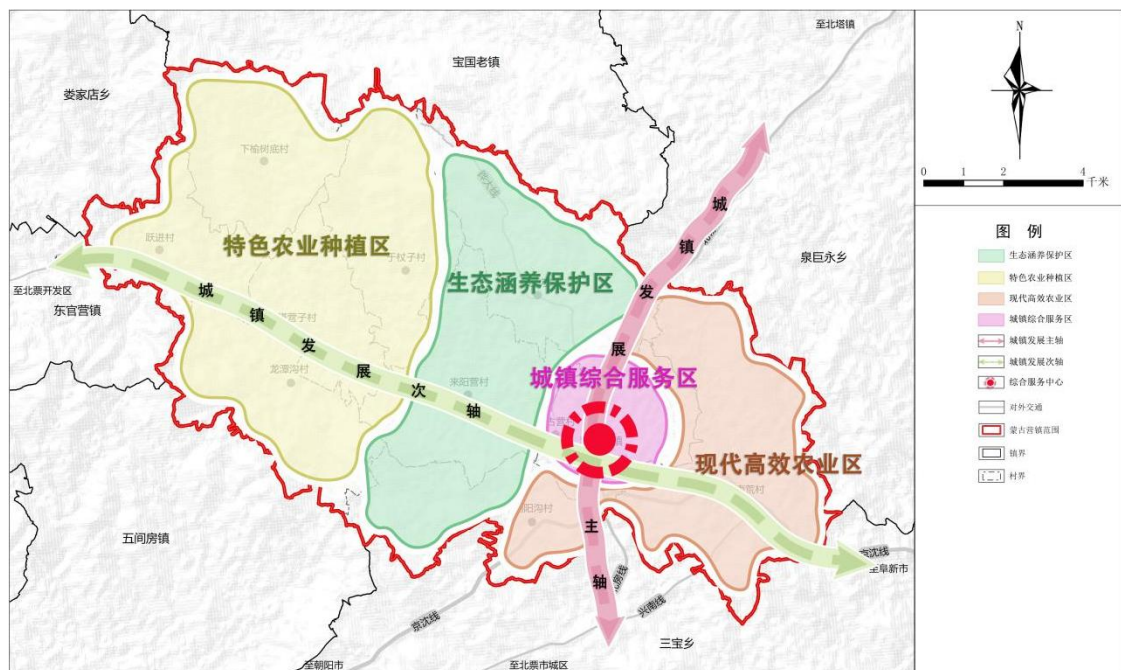 至北塔镇
宝国老镇
娄家店乡
下榆树底村
特色农业种植区
跃进村
于杖子村
生态涵养保护区
泉巨永乡
至北票开发区
东官营镇
龙潭沟村
来阳营村
城镇发展次轴
城镇发展主轴
城镇综合服务区
现代高效农业区
五间房镇
京沈线
至阜新市
京沈线
兴南线
三宝乡
至朝阳市
至北票市城区
N
0 1 2 4
千米
图 例
生态涵养保护区
特色农业种植区
现代高效农业区
城镇综合服务区
城镇发展主轴
城镇发展次轴
综合服务中心
对外交通
蒙古营镇范围
镇界
村界